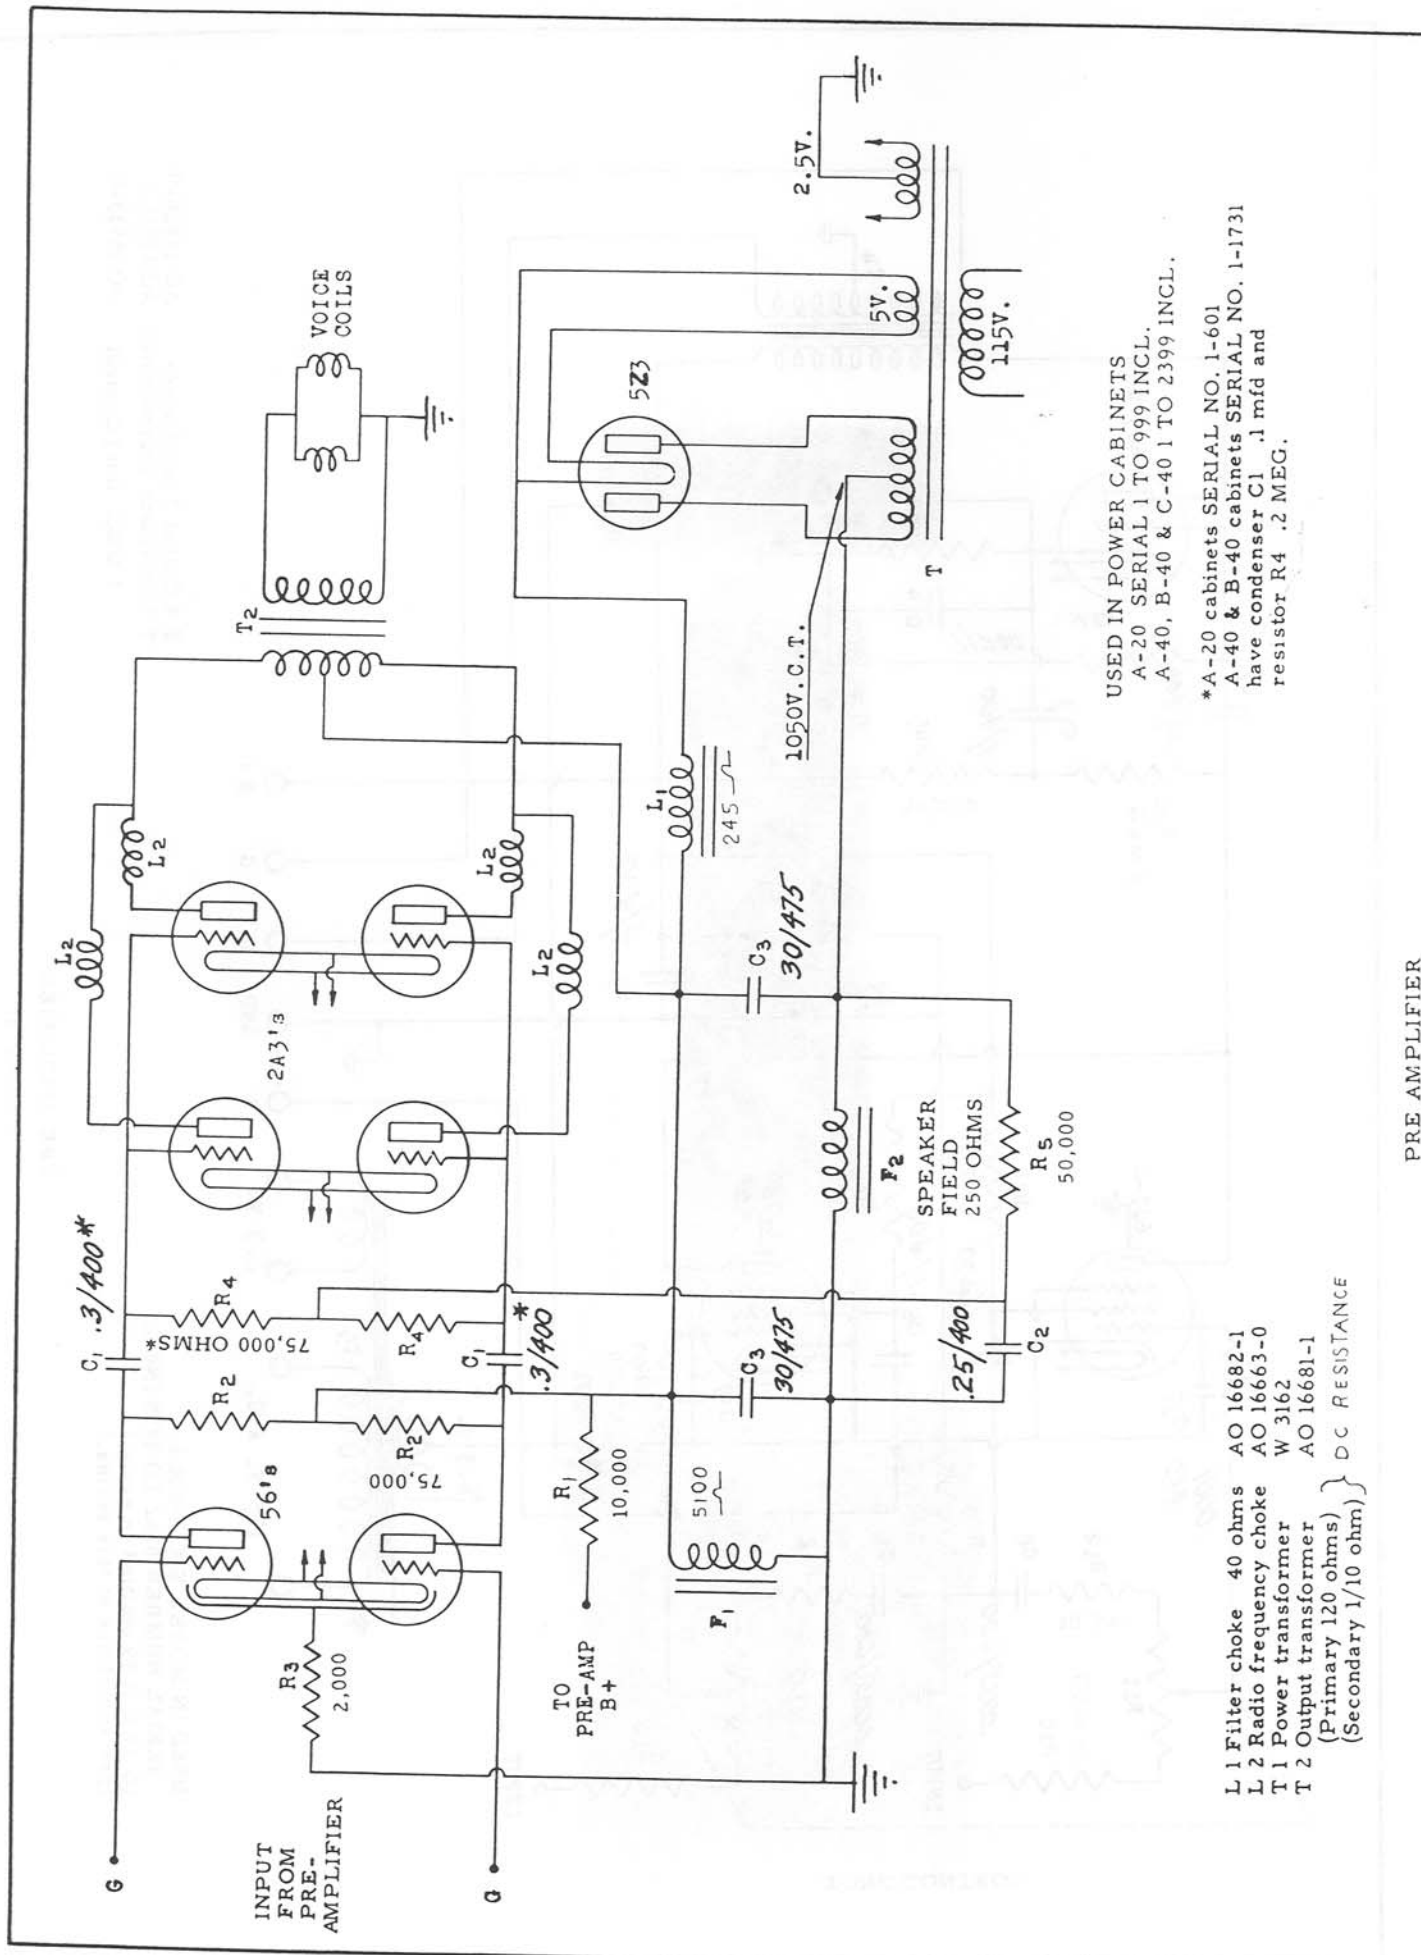 G
INPUT
FROM
PRE-
AMPLIFIER
G
R3
2,000
56's
C1 .3/400*
R2
R2
75,000
R4
75,000 OHMS*
R4
C1
.3/400
*
2A3's
L2
L2
L2
L2
T2
VOICE
COILS
TO
PRE-AMP
B+
R1
10,000
5100
F1
C3
30/475
.25/400
C2
C3
30/475
F2
SPEAKER
FIELD
250 OHMS
R5
50,000
L1
245
5Z3
1050V.C.T.
T
5V.
115V.
2.5V.
USED IN POWER CABINETS
A-20 SERIAL 1 TO 999 INCL.
A-40, B-40 & C-40 1 TO 2399 INCL.
*A-20 cabinets SERIAL NO. 1-601
A-40 & B-40 cabinets SERIAL NO. 1-1731
have condenser C1 .1 mfd and
resistor R4 .2 MEG.
L 1 Filter choke 40 ohms AO 16682-1
L 2 Radio frequency choke AO 16663-0
T 1 Power transformer W 3162
T 2 Output transformer AO 16681-1
(Primary 120 ohms)
(Secondary 1/10 ohm) } DC RESISTANCE
PRE AMPLIFIER